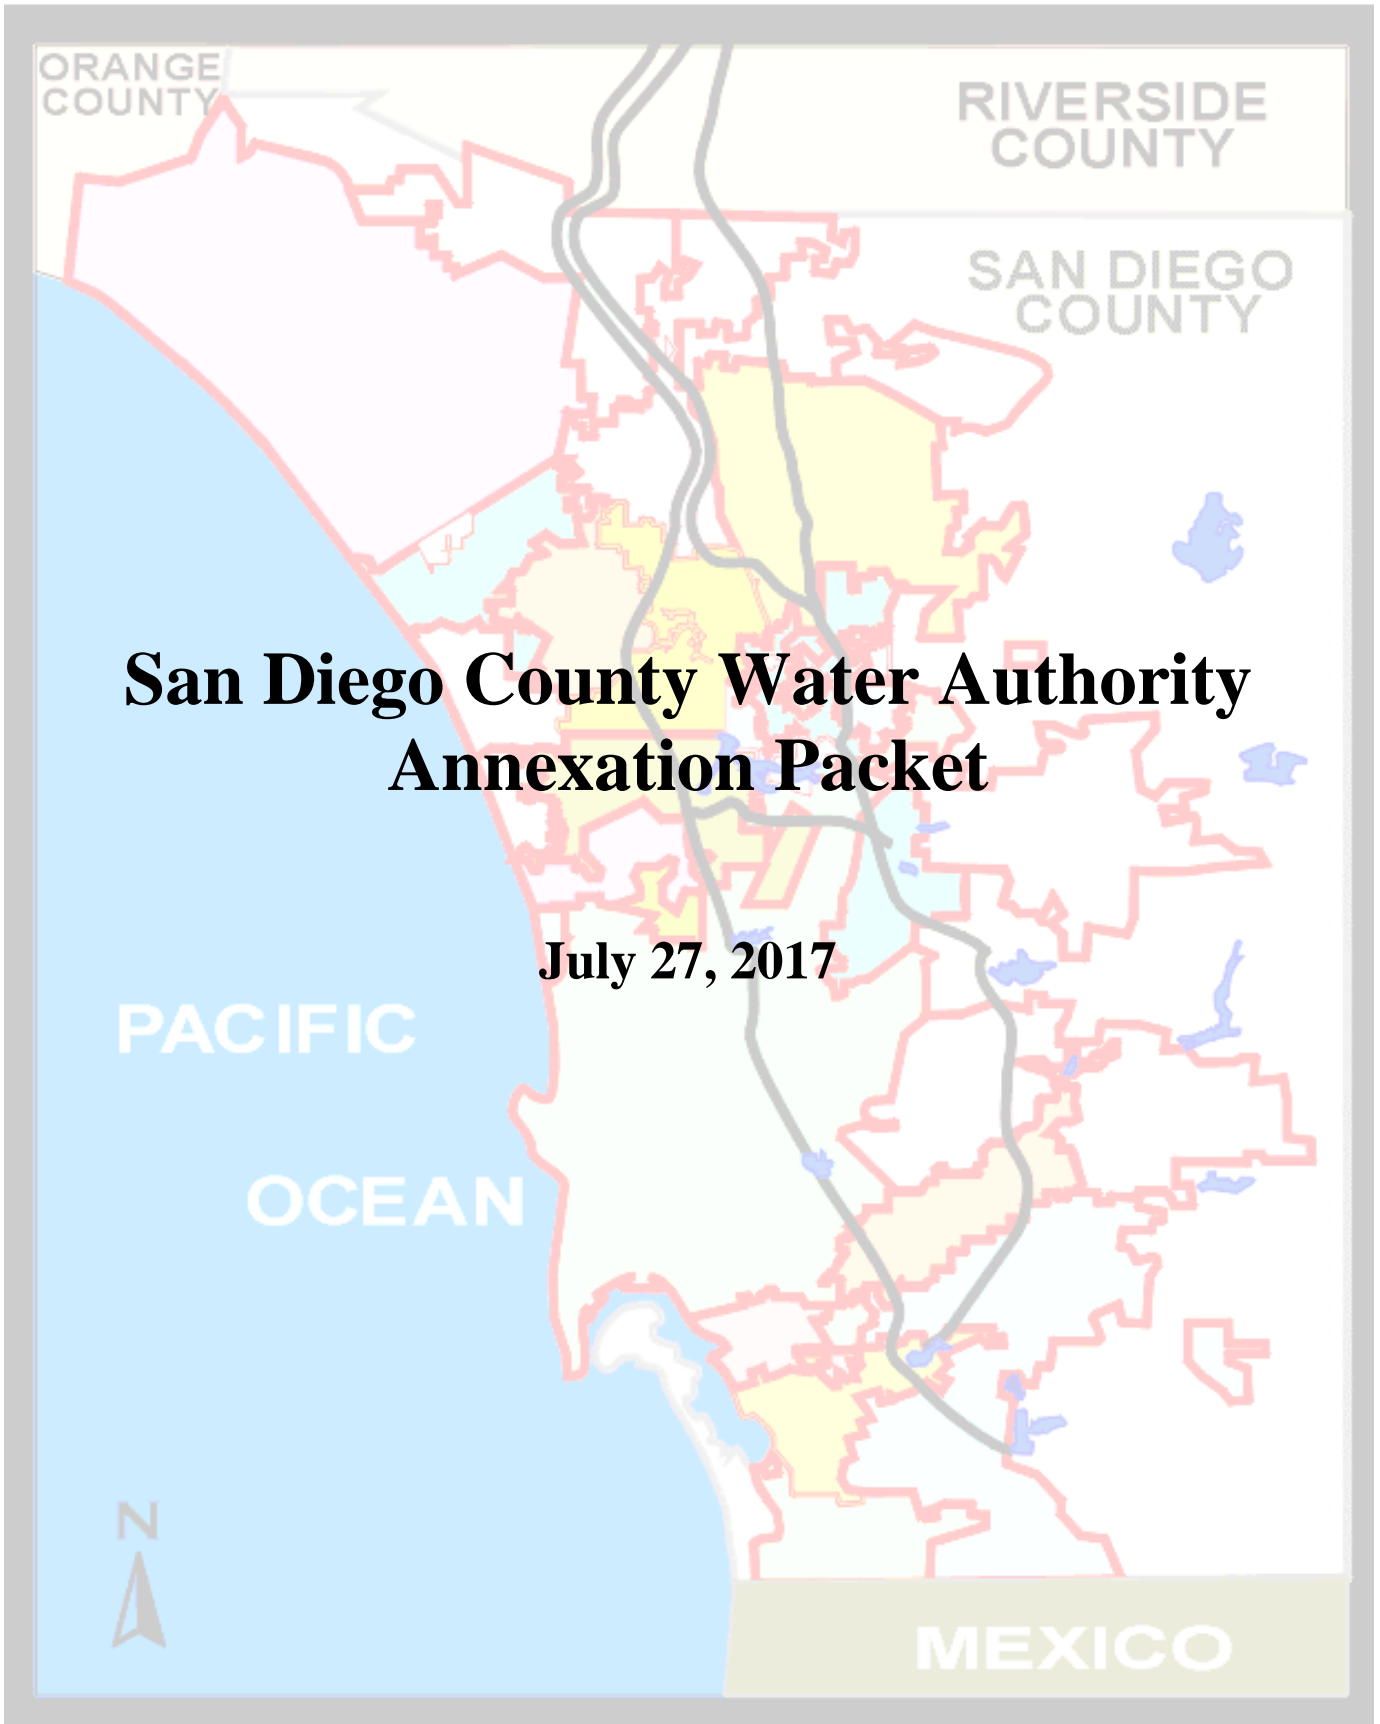 ORANGE
COUNTY
RIVERSIDE
COUNTY
SAN DIEGO
COUNTY
San Diego County Water Authority
Annexation Packet
July 27, 2017
PACIFIC
OCEAN
N
MEXICO